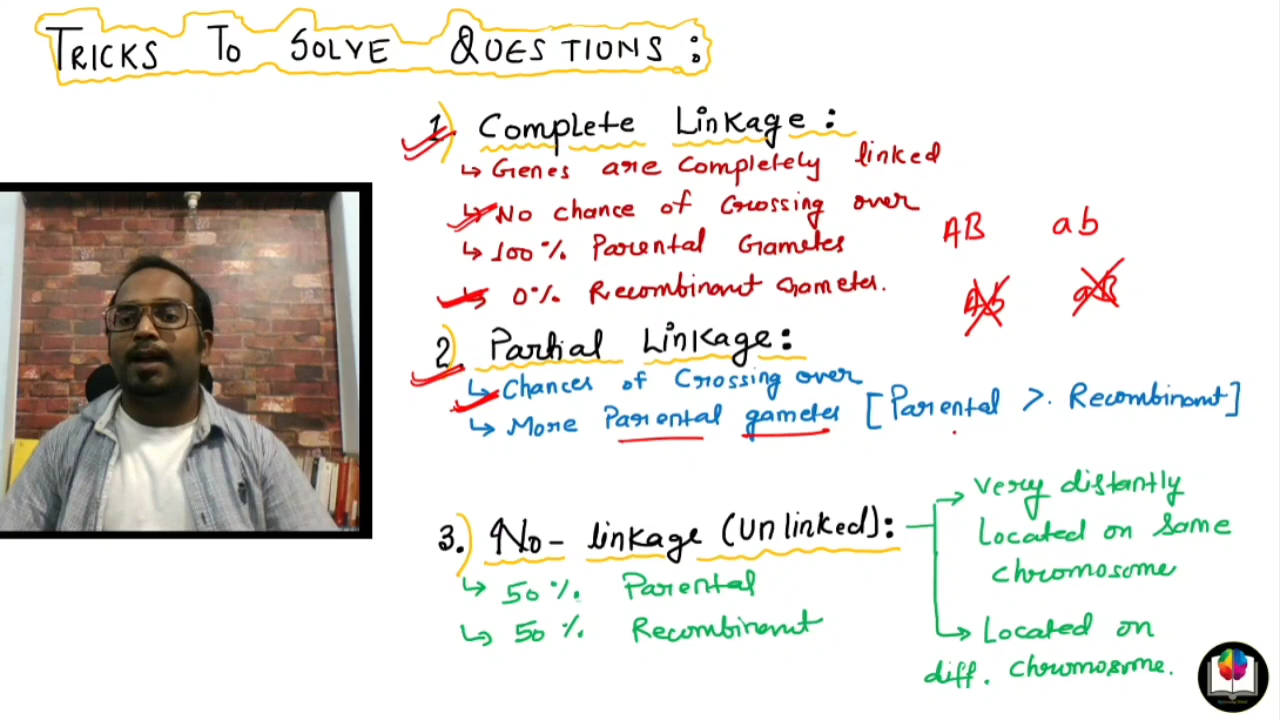 TRICKS TO SOLVE QUESTIONS :
1) Complete Linkage :
↳ Genes are completely linked
↳ No chance of Crossing over
↳ 100% Parental Gametes
↳ 0% Recombinant Gametes.
AB ab
Ab aB
2. Partial Linkage :
↳ Chances of Crossing over
↳ More Parental gametes [Parental > Recombinant]
3. No-linkage (Unlinked) :
↳ 50% Parental
↳ 50% Recombinant
→ Very distantly
Located on same
chromosome
→ Located on
diff. chromosome.